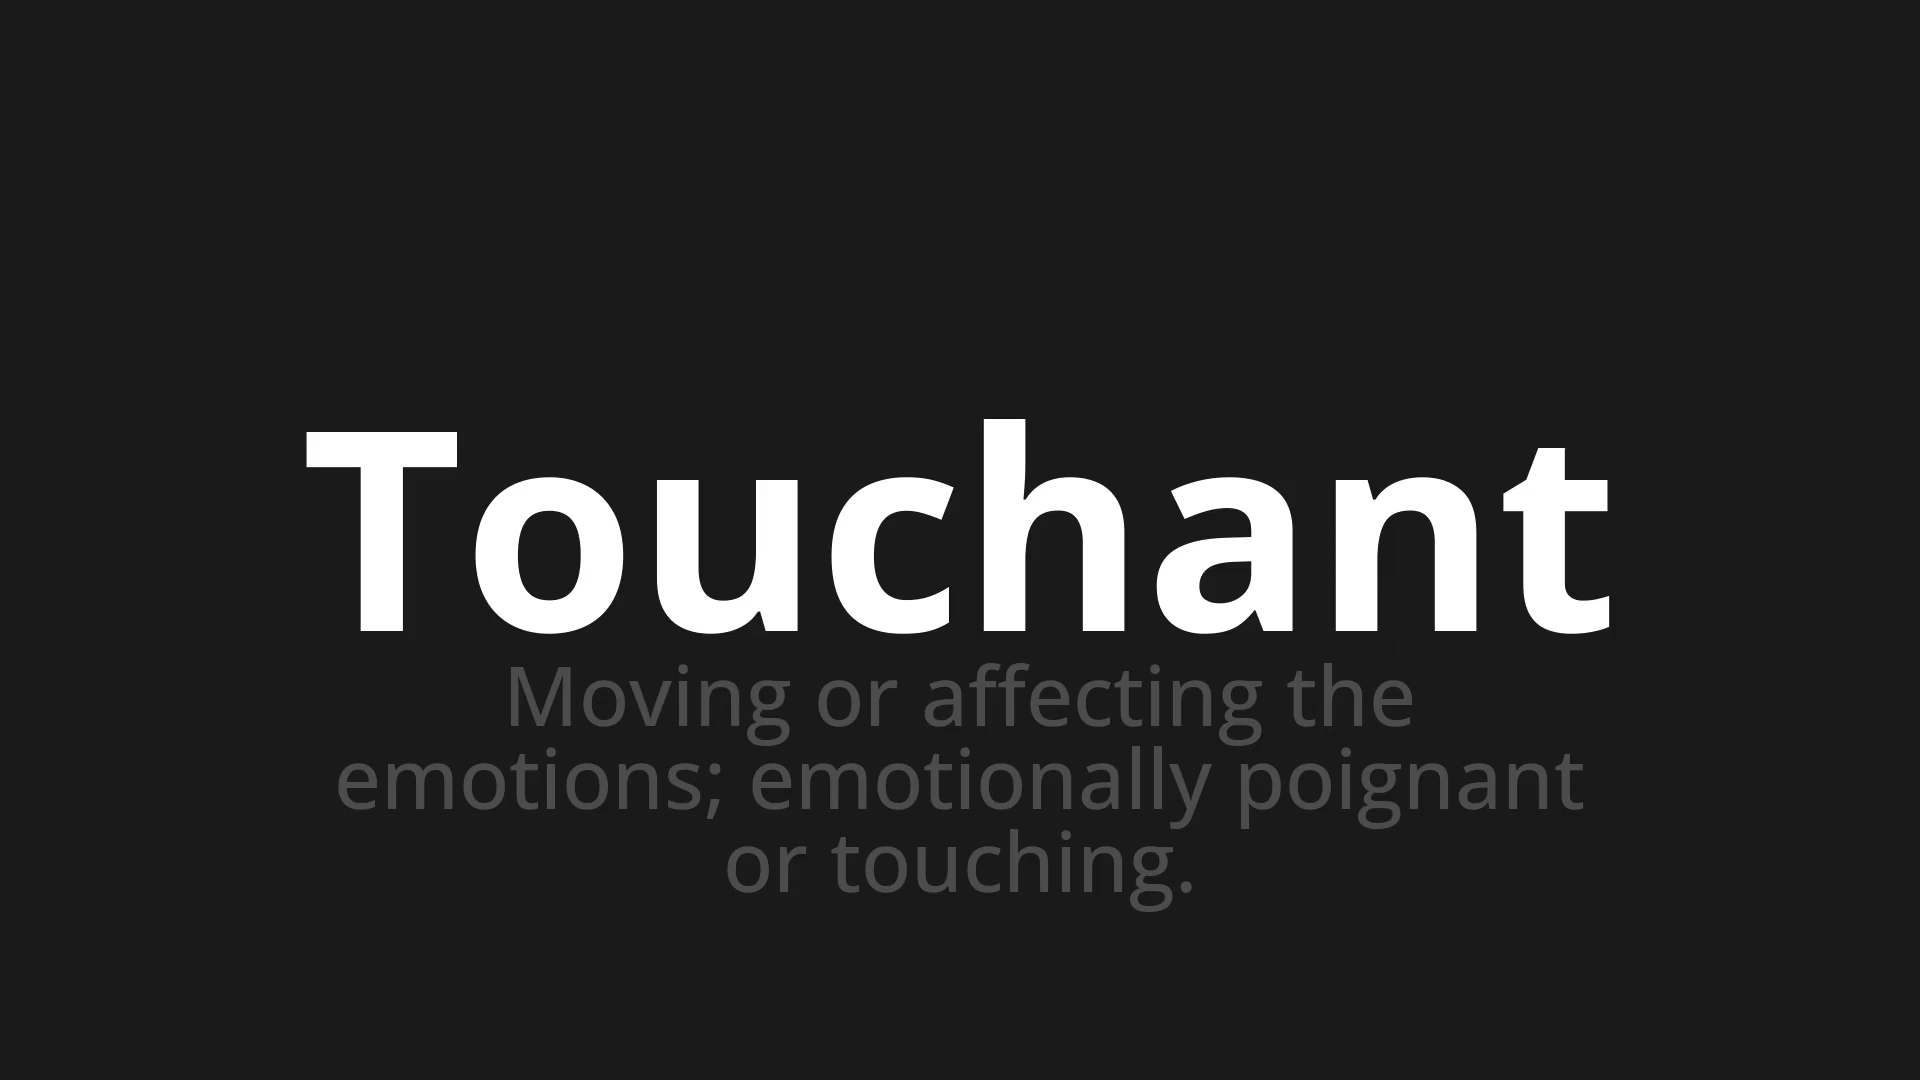 Touchant
Moving or affecting the
emotions; emotionally poignant
or touching.